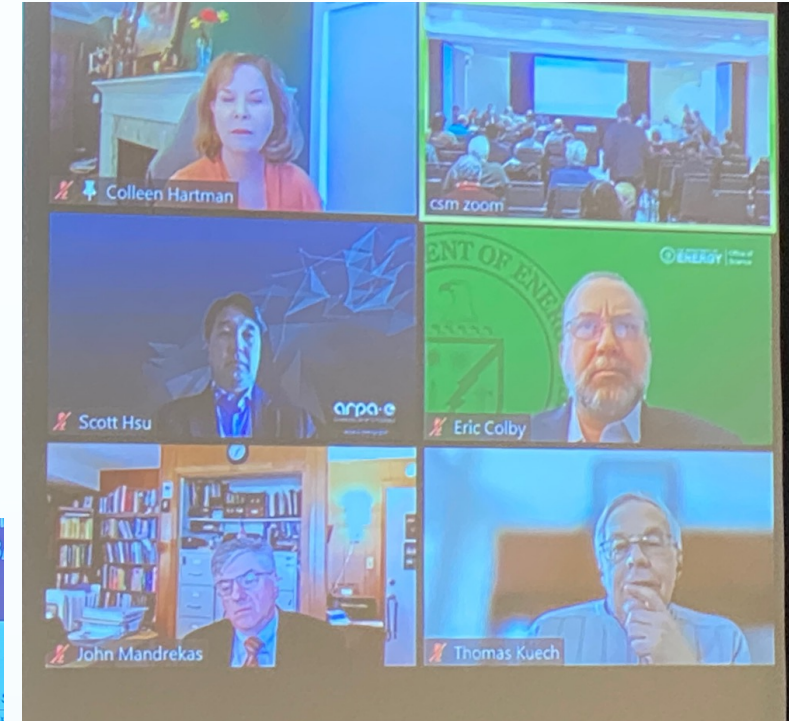 Colleen Hartman
csm zoom
Scott Hsu
arpa·e
ENT OF ENERG
ENERGY
Office of
Science
Eric Colby
John Mandrekas
Thomas Kuech